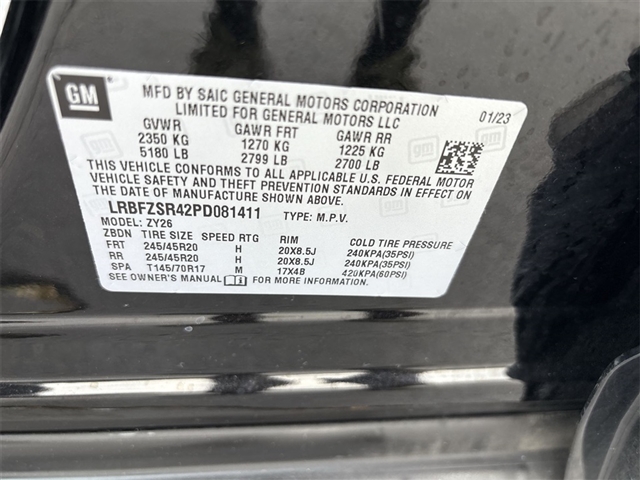 GM
MFD BY SAIC GENERAL MOTORS CORPORATION
LIMITED FOR GENERAL MOTORS LLC
01/23
GVWR GAWR FRT GAWR RR
2350 KG 1270 KG 1225 KG
5180 LB 2799 LB 2700 LB
THIS VEHICLE CONFORMS TO ALL APPLICABLE U.S. FEDERAL MOTOR
VEHICLE SAFETY AND THEFT PREVENTION STANDARDS IN EFFECT ON
THE DATE OF MANUFACTURE SHOWN ABOVE.
LRBFZSR42PD081411 TYPE: M.P.V.
MODEL: ZY26
ZBDN TIRE SIZE SPEED RTG RIM COLD TIRE PRESSURE
FRT 245/45R20 H 20X8.5J 240KPA(35PSI)
RR 245/45R20 H 20X8.5J 240KPA(35PSI)
SPA T145/70R17 M 17X4B 420KPA(60PSI)
SEE OWNER'S MANUAL FOR MORE INFORMATION.